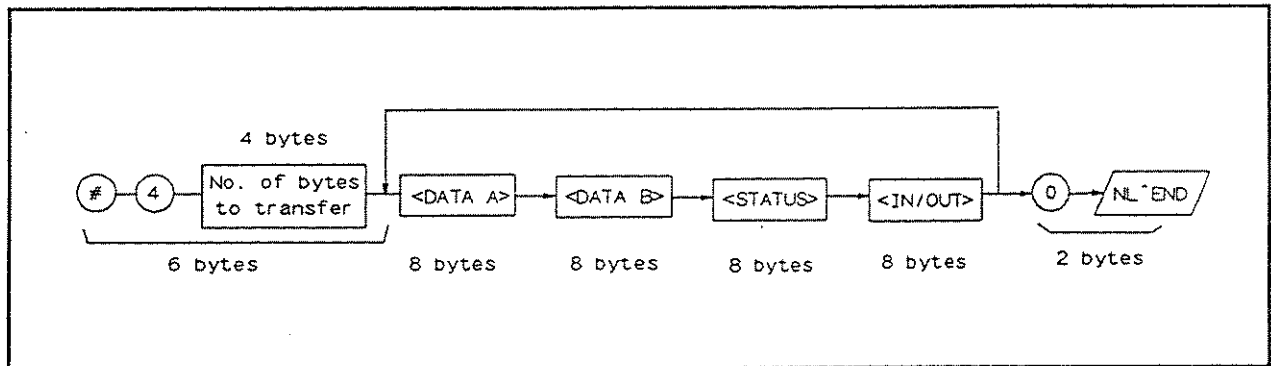 4 bytes
# 4 No. of bytes
to transfer
<DATA A> <DATA B> <STATUS> <IN/OUT> 0 NL^END
6 bytes 8 bytes 8 bytes 8 bytes 8 bytes 2 bytes